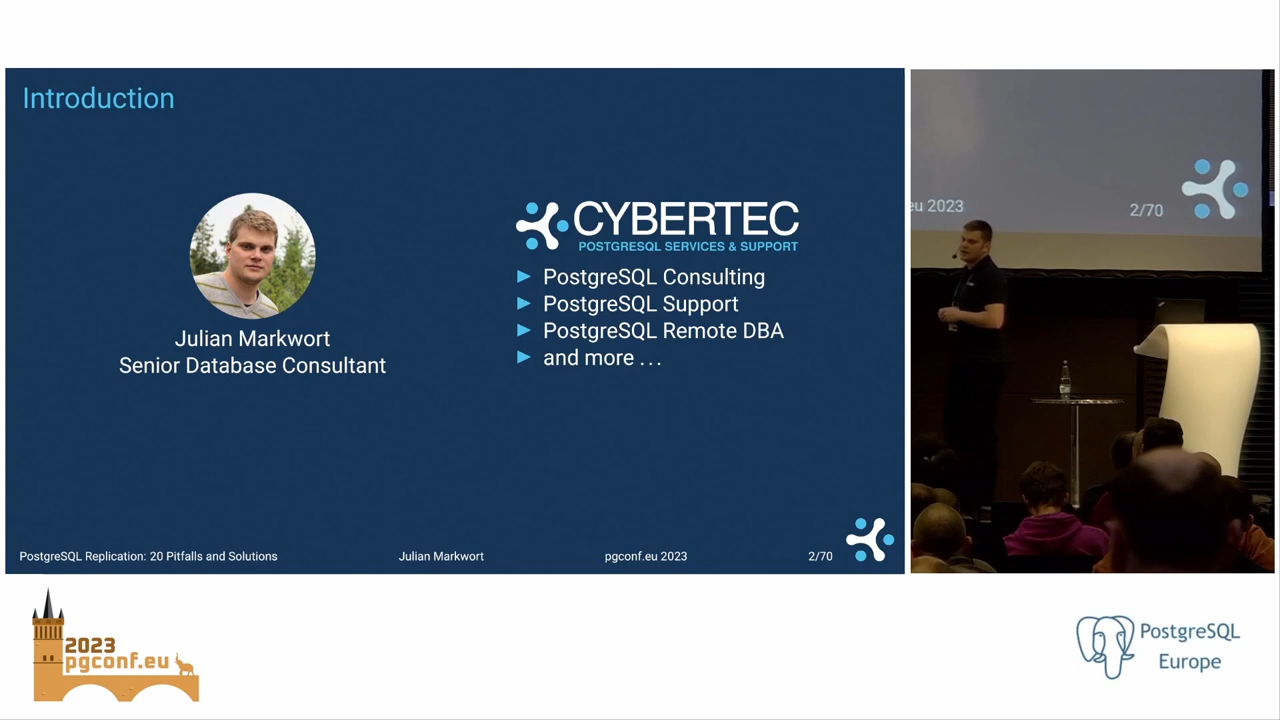 Introduction
Julian Markwort
Senior Database Consultant
CYBERTEC
POSTGRESQL SERVICES & SUPPORT
PostgreSQL Consulting
PostgreSQL Support
PostgreSQL Remote DBA
and more ...
PostgreSQL Replication: 20 Pitfalls and Solutions
Julian Markwort
pgconf.eu 2023
2/70
eu 2023
2/70
2023
pgconf.eu
PostgreSQL
Europe